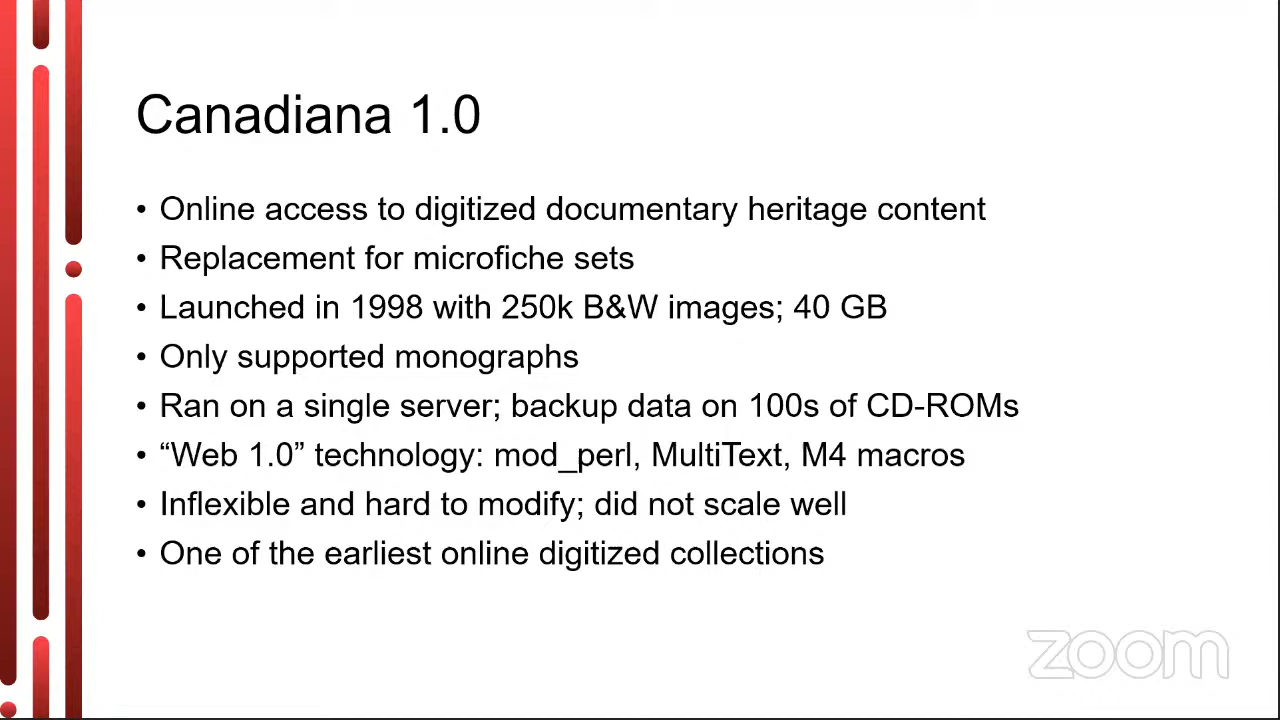 Canadiana 1.0
• Online access to digitized documentary heritage content
• Replacement for microfiche sets
• Launched in 1998 with 250k B&W images; 40 GB
• Only supported monographs
• Ran on a single server; backup data on 100s of CD-ROMs
• “Web 1.0” technology: mod_perl, MultiText, M4 macros
• Inflexible and hard to modify; did not scale well
• One of the earliest online digitized collections
zoom